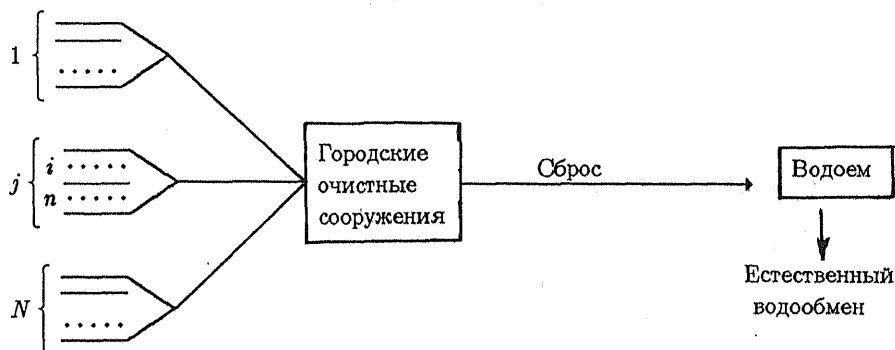 1
j
i
n
N
Городские
очистные
сооружения
Сброс
Водоем
Естественный
водообмен